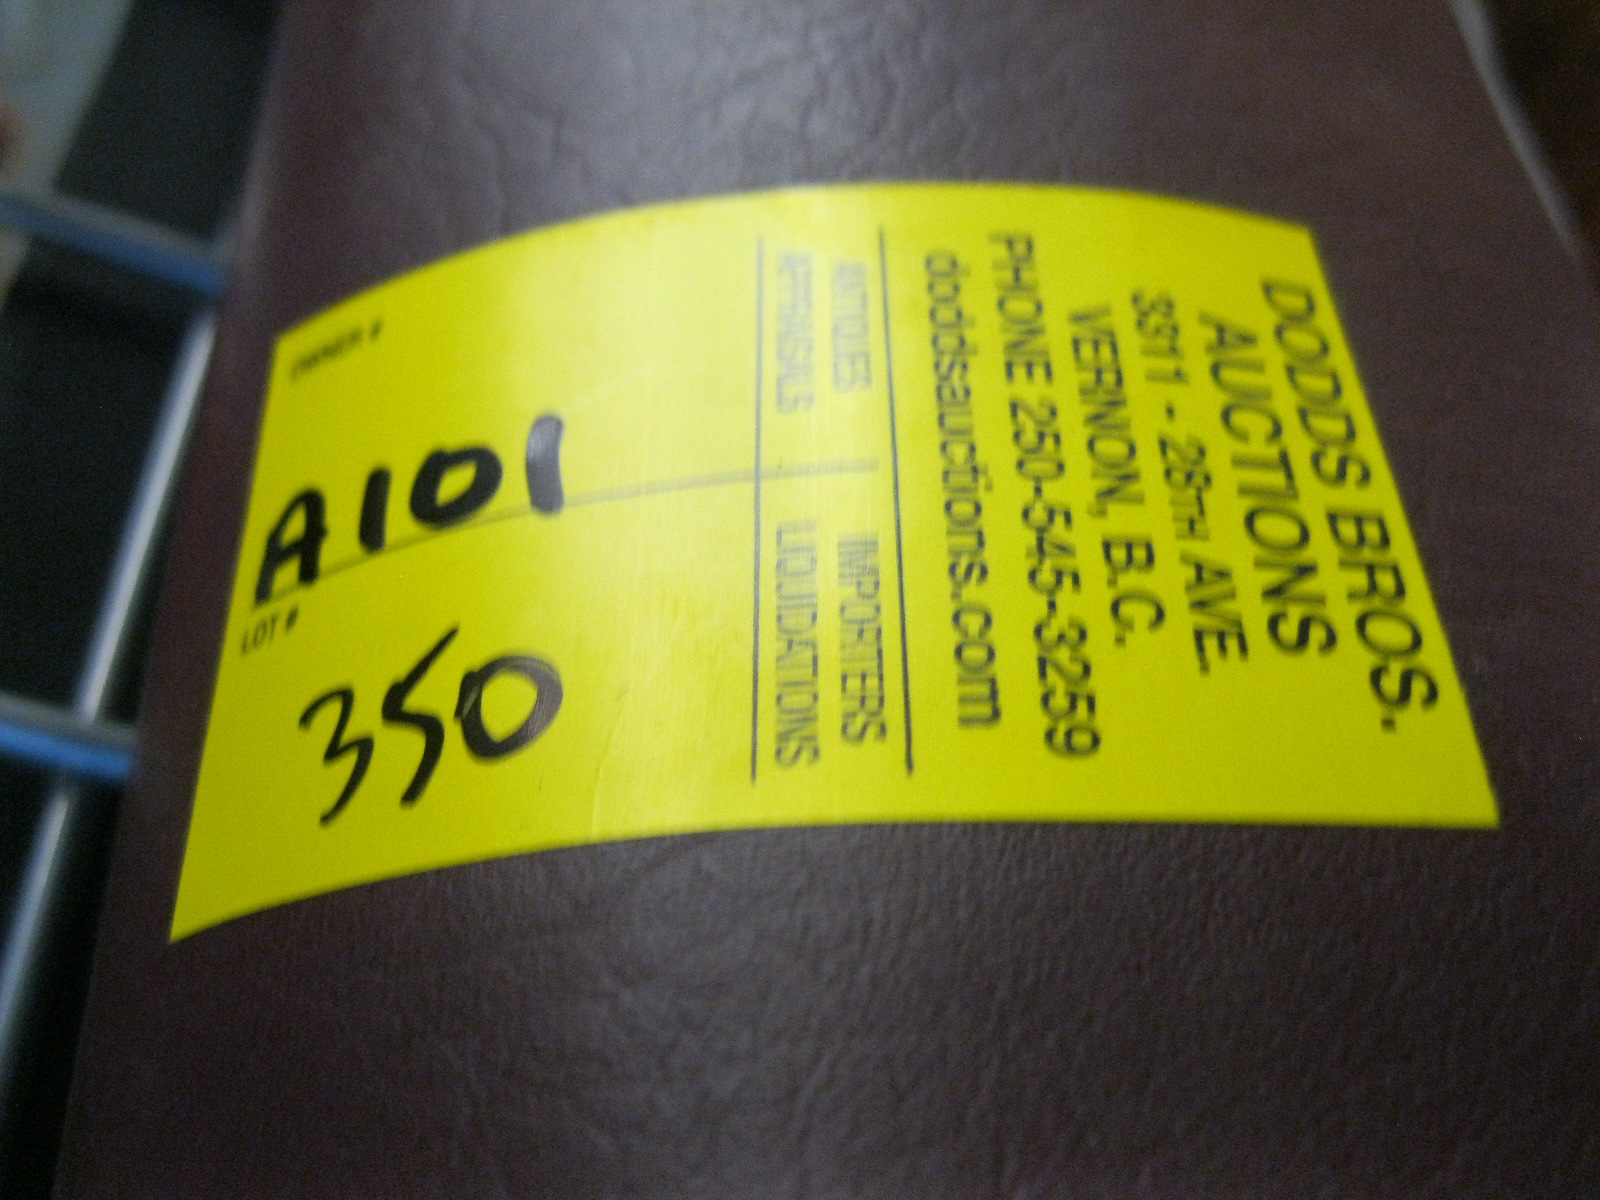 DODDS BROS.
AUCTIONS
3311 - 28TH AVE.
VERNON, B.C.
PHONE 250-545-3259
doddsauctions.com
ANTIQUES IMPORTERS
APPRAISALS LIQUIDATIONS
OWNER #
A101
LOT #
350